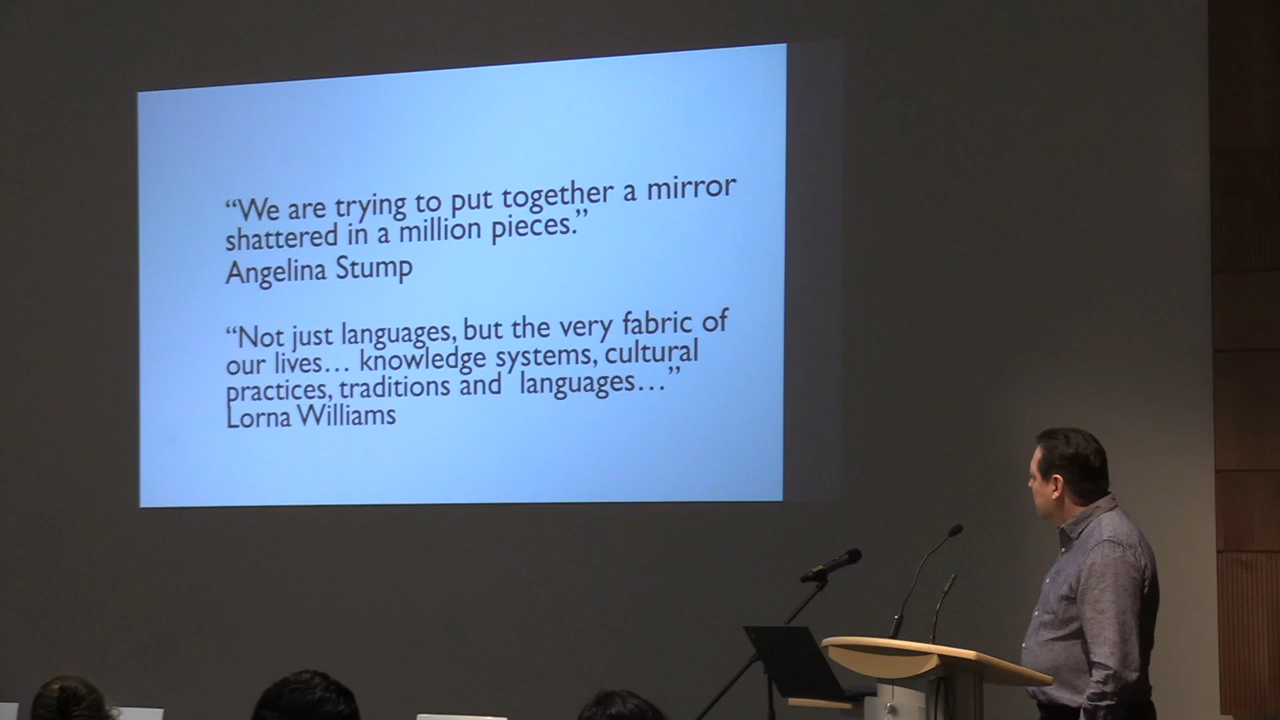 “We are trying to put together a mirror
shattered in a million pieces.”
Angelina Stump
“Not just languages, but the very fabric of
our lives… knowledge systems, cultural
practices, traditions and languages…”
Lorna Williams